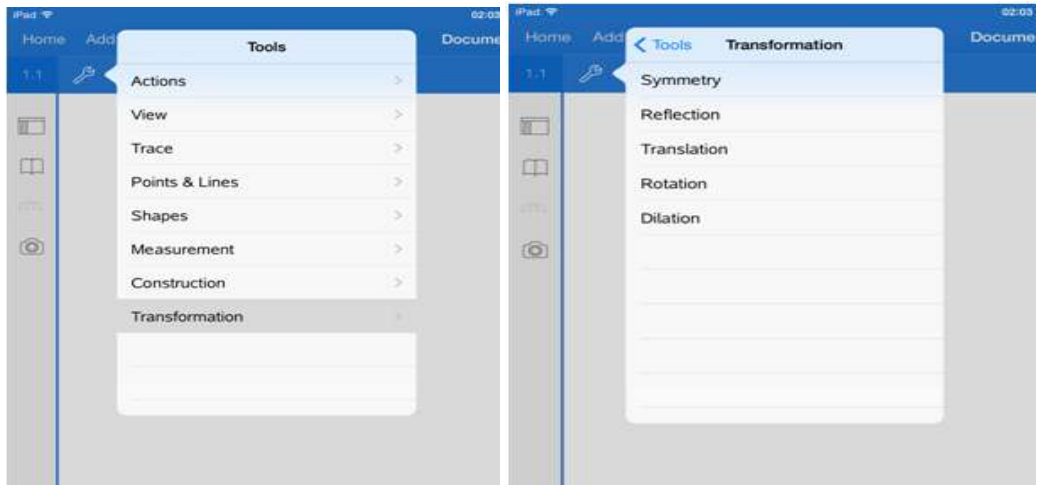 iPad 02:03
Home Add Docume
1.1
Tools
Actions
View
Trace
Points & Lines
Shapes
Measurement
Construction
Transformation
iPad 02:03
Home Add Docume
1.1
Tools Transformation
Symmetry
Reflection
Translation
Rotation
Dilation